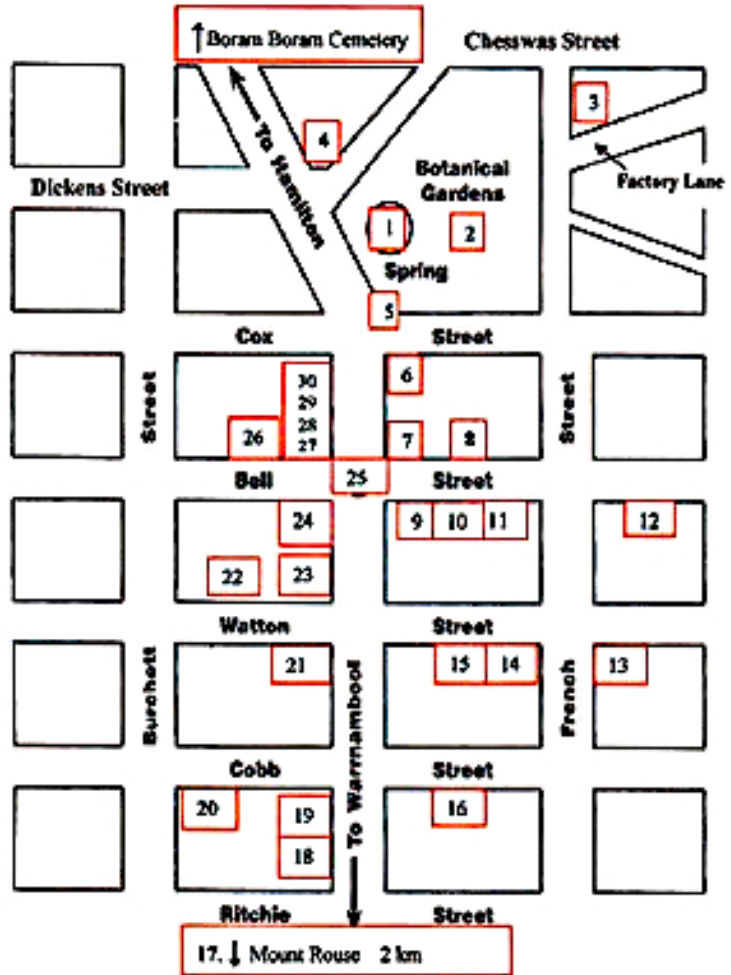 ↑ Boram Boram Cemetery
Chesswas Street
3
4
To Hamilton
Botanical
Gardens
Factory Lane
Dickens Street
1
2
Spring
5
Cox
Street
Street
30
29
28
27
26
6
7
8
Street
Bell
25
Street
24
9
10
11
12
22
23
Watton
Street
21
15
14
13
Burchett
French
To Warrnambool
Cobb
Street
20
19
18
16
Ritchie
Street
17. ↓ Mount Rouse 2 km